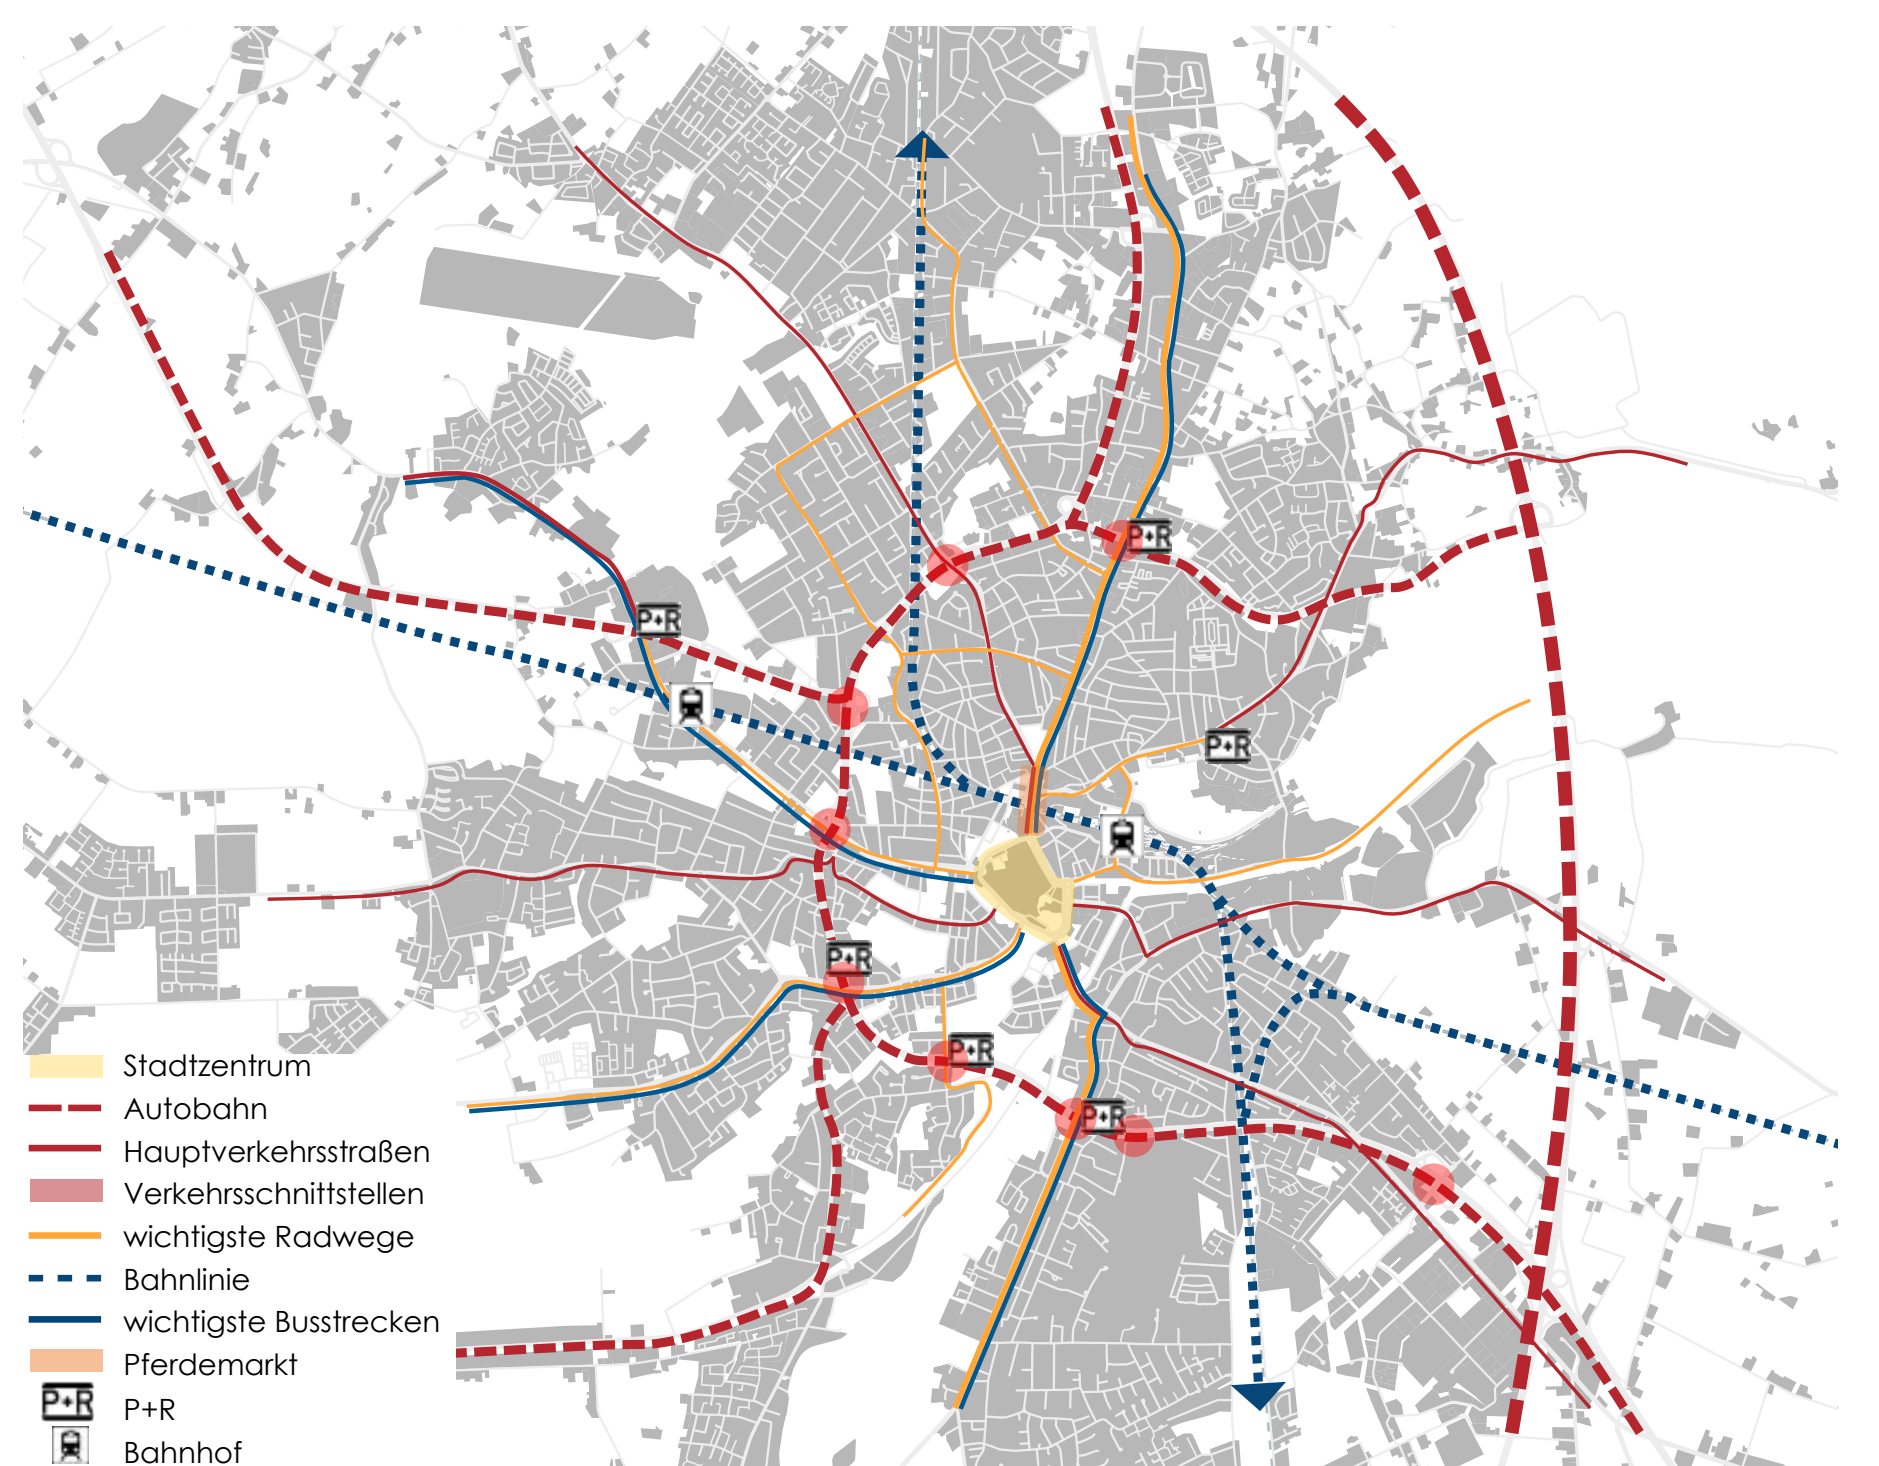 P+R
P+R
P+R
P+R
P+R
P+R
Stadtzentrum
Autobahn
Hauptverkehrsstraßen
Verkehrsschnittstellen
wichtigste Radwege
Bahnlinie
wichtigste Busstrecken
Pferdemarkt
P+R P+R
Bahnhof